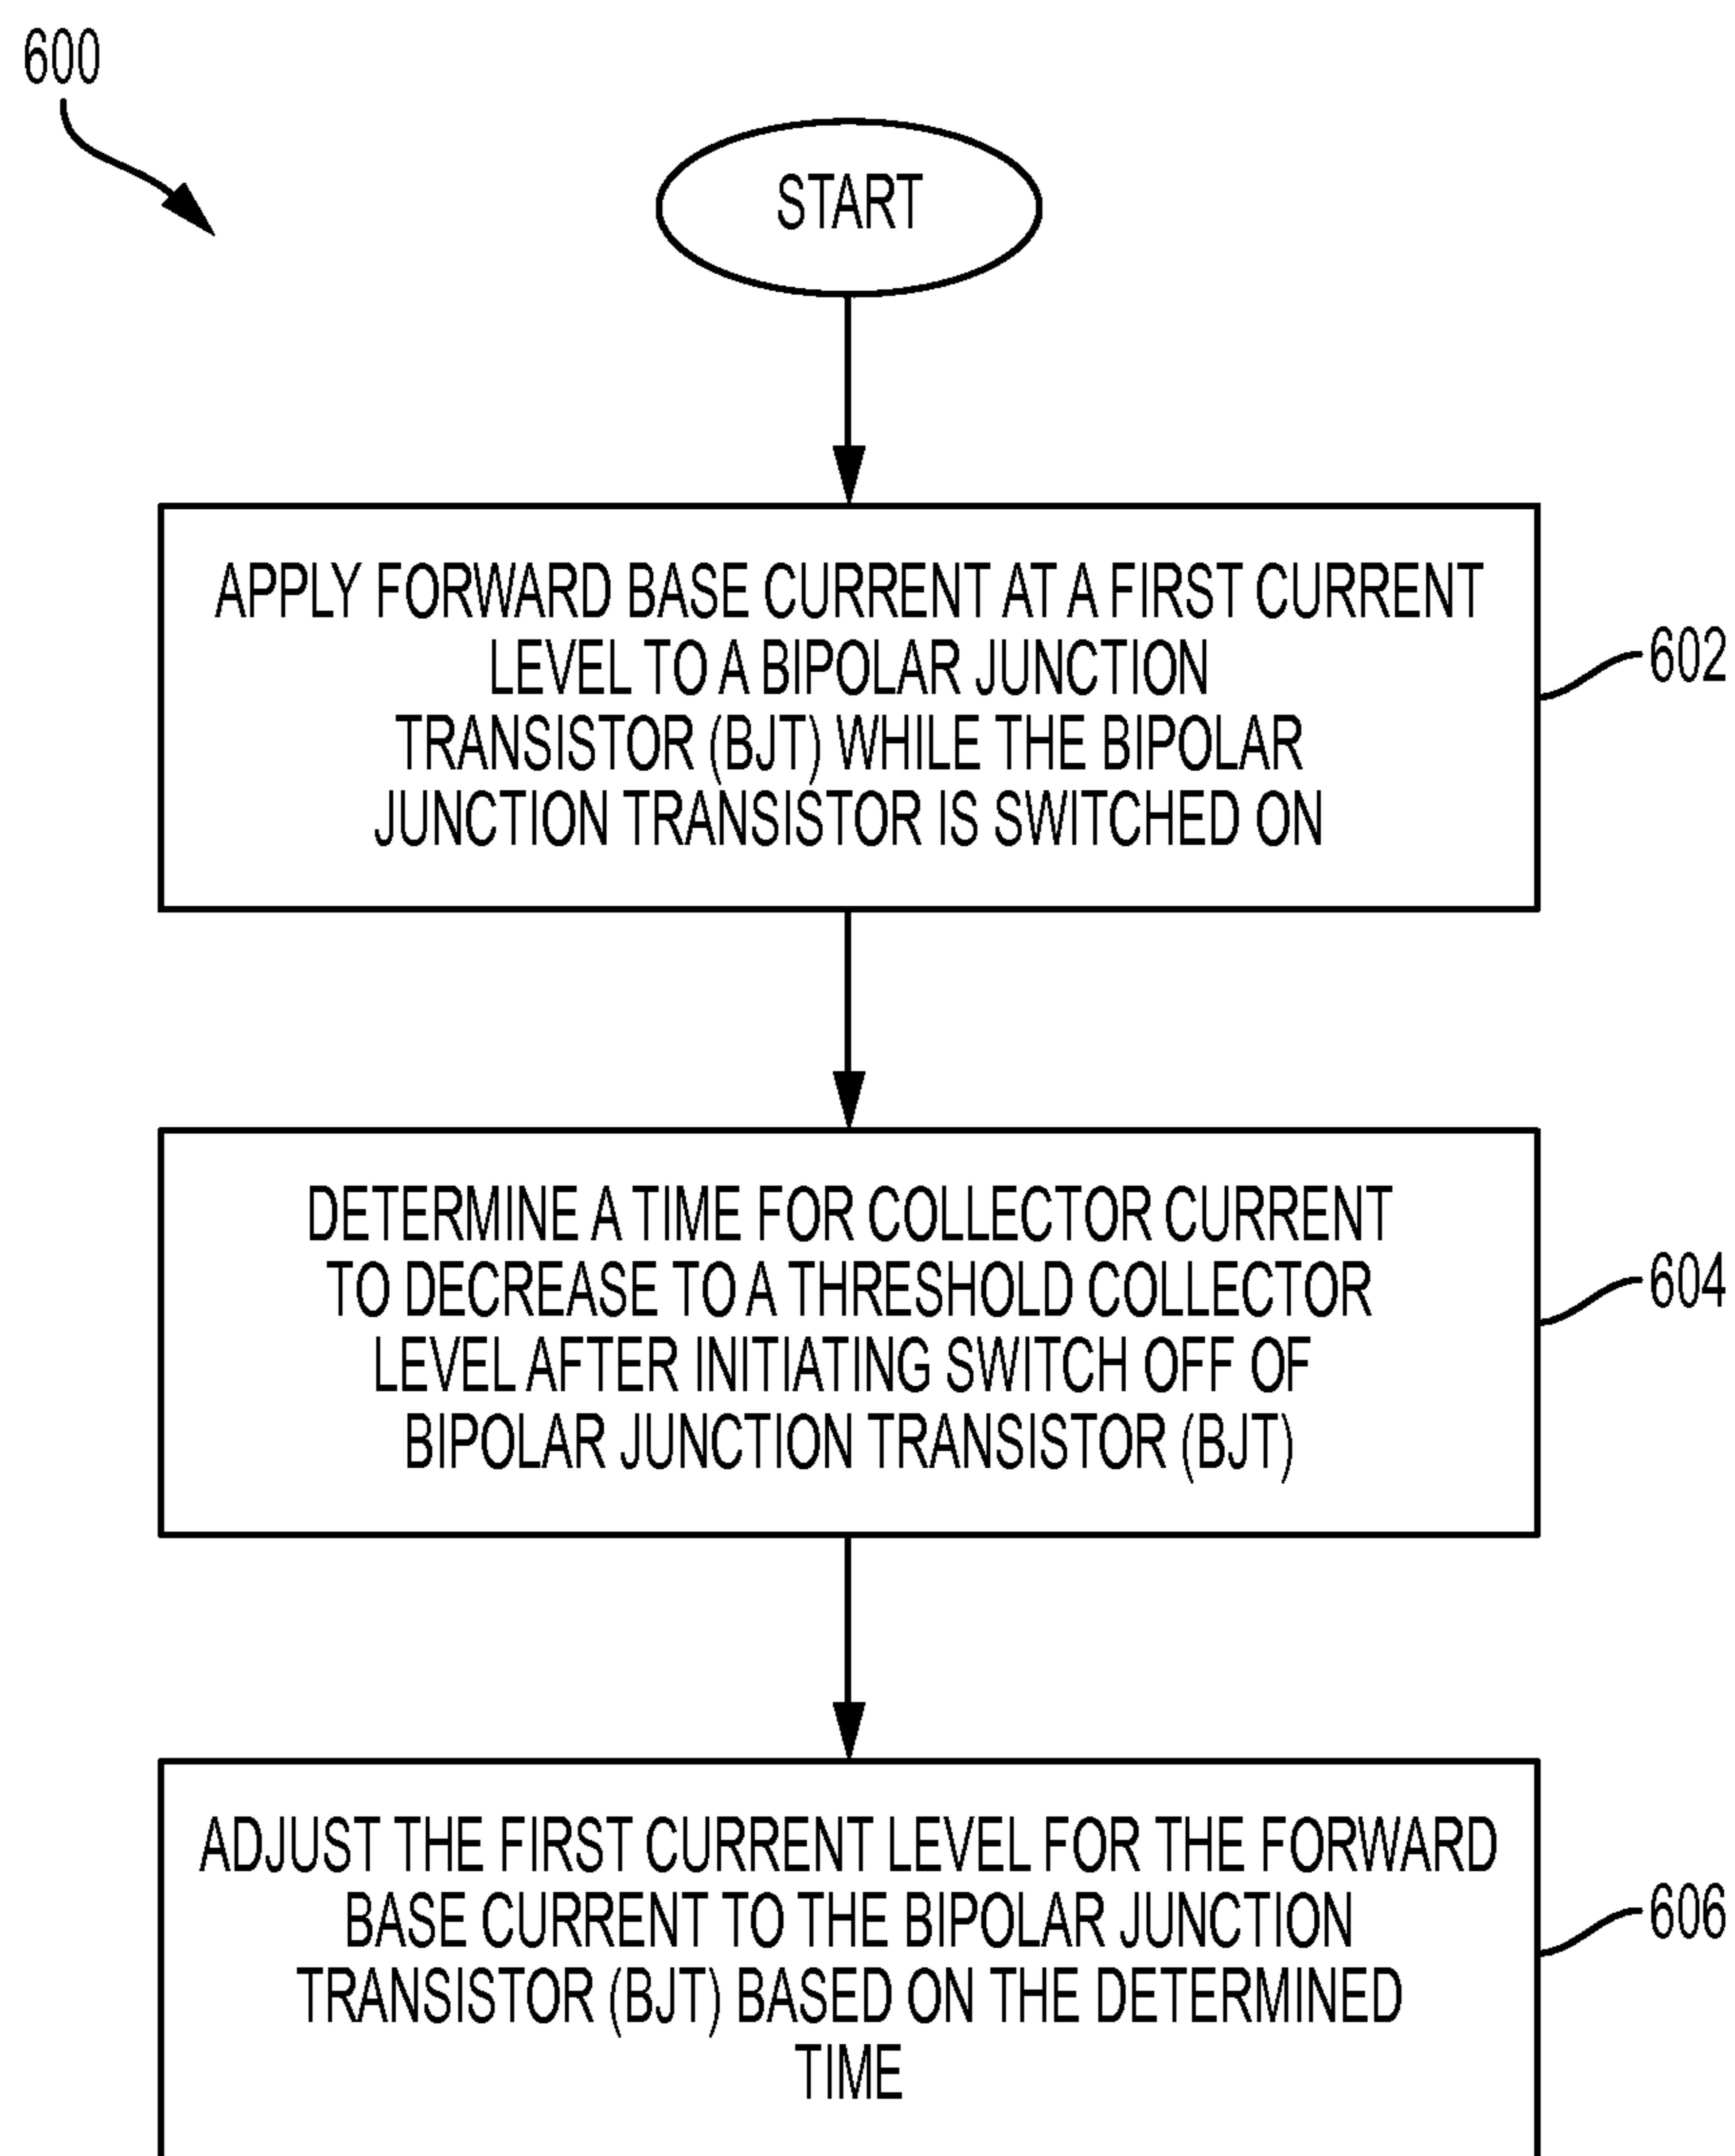 600
START
APPLY FORWARD BASE CURRENT AT A FIRST CURRENT
LEVEL TO A BIPOLAR JUNCTION
TRANSISTOR (BJT) WHILE THE BIPOLAR
JUNCTION TRANSISTOR IS SWITCHED ON
602
DETERMINE A TIME FOR COLLECTOR CURRENT
TO DECREASE TO A THRESHOLD COLLECTOR
LEVEL AFTER INITIATING SWITCH OFF OF
BIPOLAR JUNCTION TRANSISTOR (BJT)
604
ADJUST THE FIRST CURRENT LEVEL FOR THE FORWARD
BASE CURRENT TO THE BIPOLAR JUNCTION
TRANSISTOR (BJT) BASED ON THE DETERMINED
TIME
606